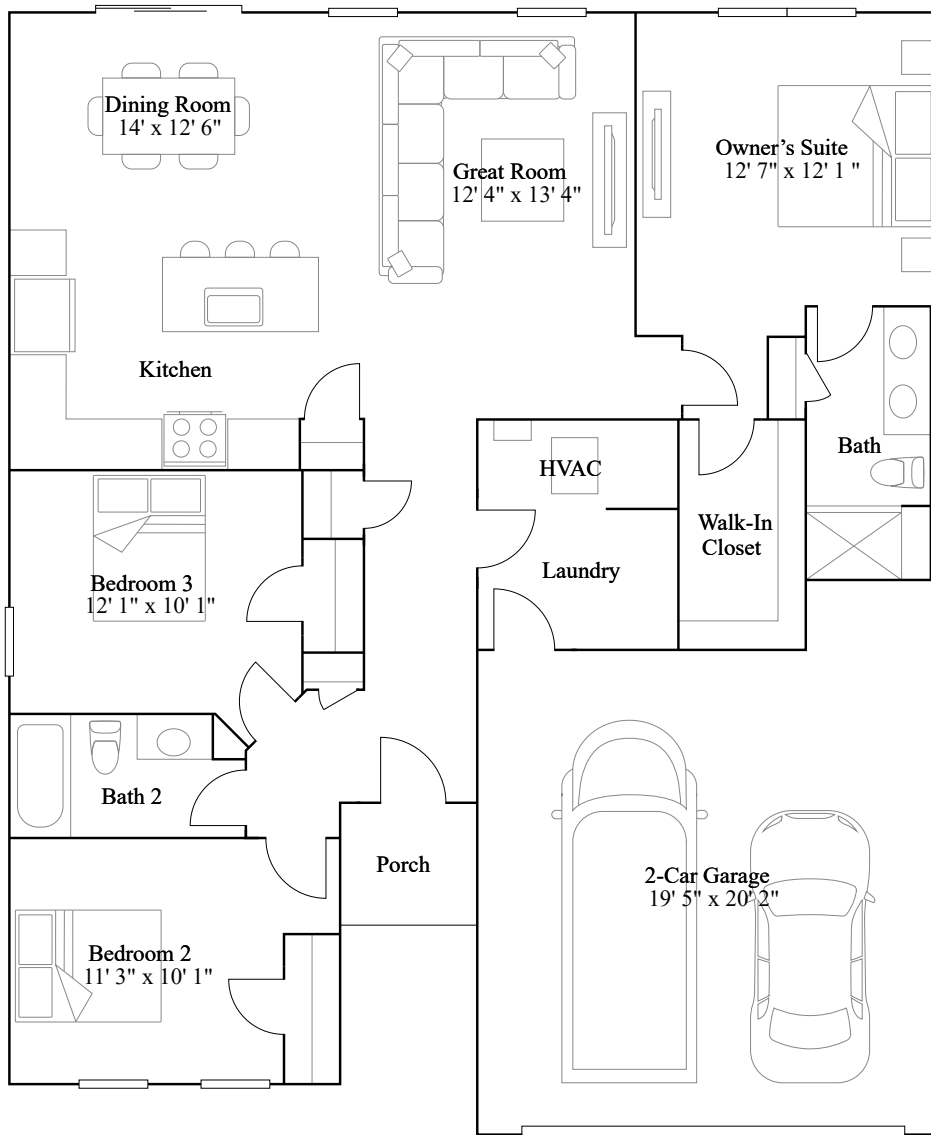 Dining Room
14' x 12' 6"
Great Room
12' 4" x 13' 4"
Owner’s Suite
12' 7" x 12' 1 "
Kitchen
HVAC
Bath
Walk-In
Closet
Laundry
Bedroom 3
12' 1" x 10' 1"
Bath 2
Porch
2-Car Garage
19' 5" x 20' 2"
Bedroom 2
11' 3" x 10' 1"